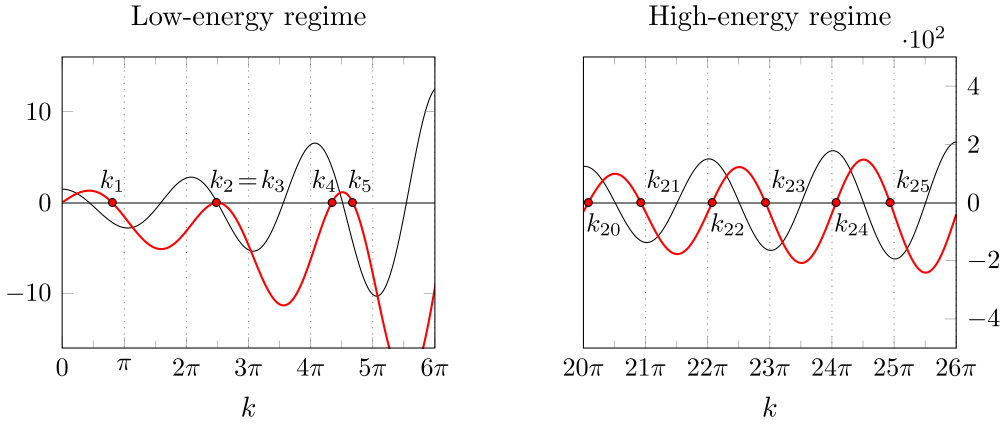 Low-energy regime
10
0
−10
k₁
k₂ = k₃
k₄
k₅
0
π
2π
3π
4π
5π
6π
k
High-energy regime
·10²
4
2
0
−2
−4
k₂₁
k₂₃
k₂₅
k₂₀
k₂₂
k₂₄
20π
21π
22π
23π
24π
25π
26π
k